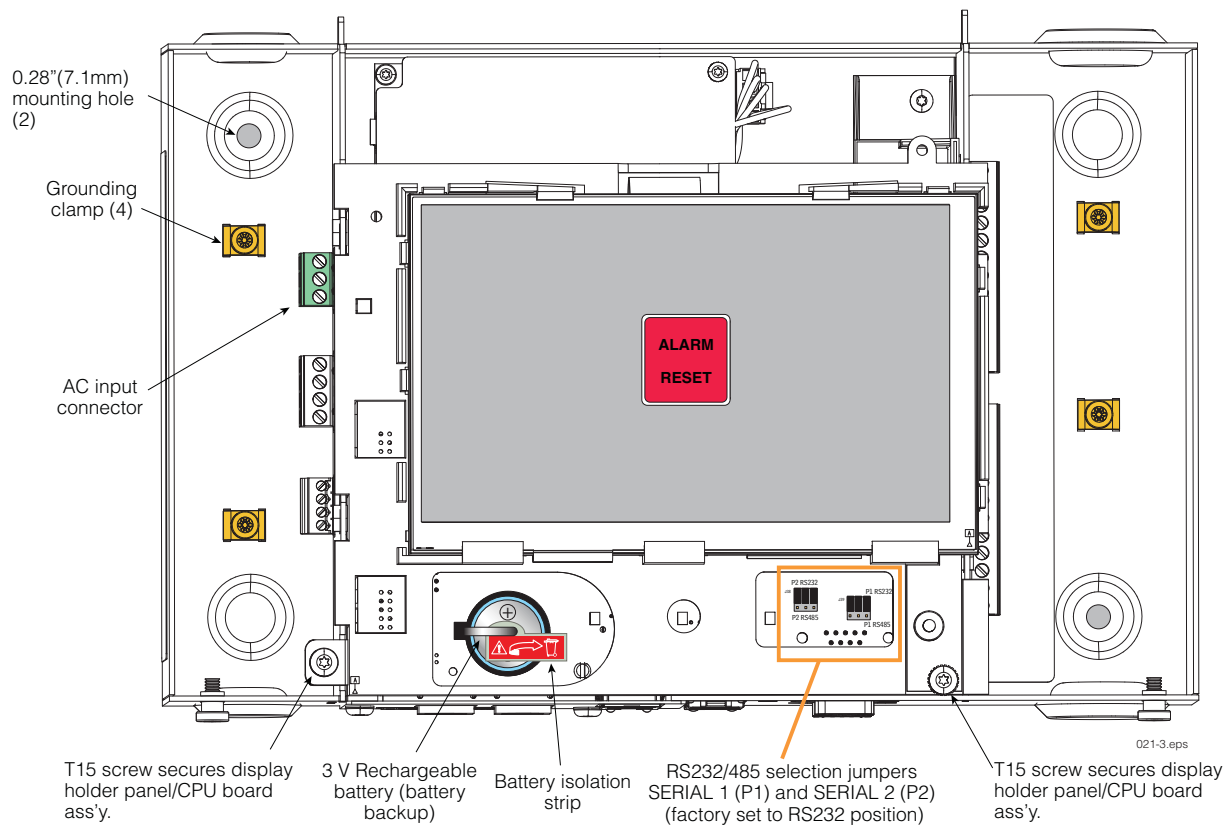 0.28"(7.1mm)
mounting hole
(2)
Grounding
clamp (4)
AC input
connector
ALARM
RESET
P2 RS232
P1 RS232
P2 RS485
P1 RS485
A
A
021-3.eps
T15 screw secures display
holder panel/CPU board
ass'y.
3 V Rechargeable
battery (battery
backup)
Battery isolation
strip
RS232/485 selection jumpers
SERIAL 1 (P1) and SERIAL 2 (P2)
(factory set to RS232 position)
T15 screw secures display
holder panel/CPU board
ass'y.